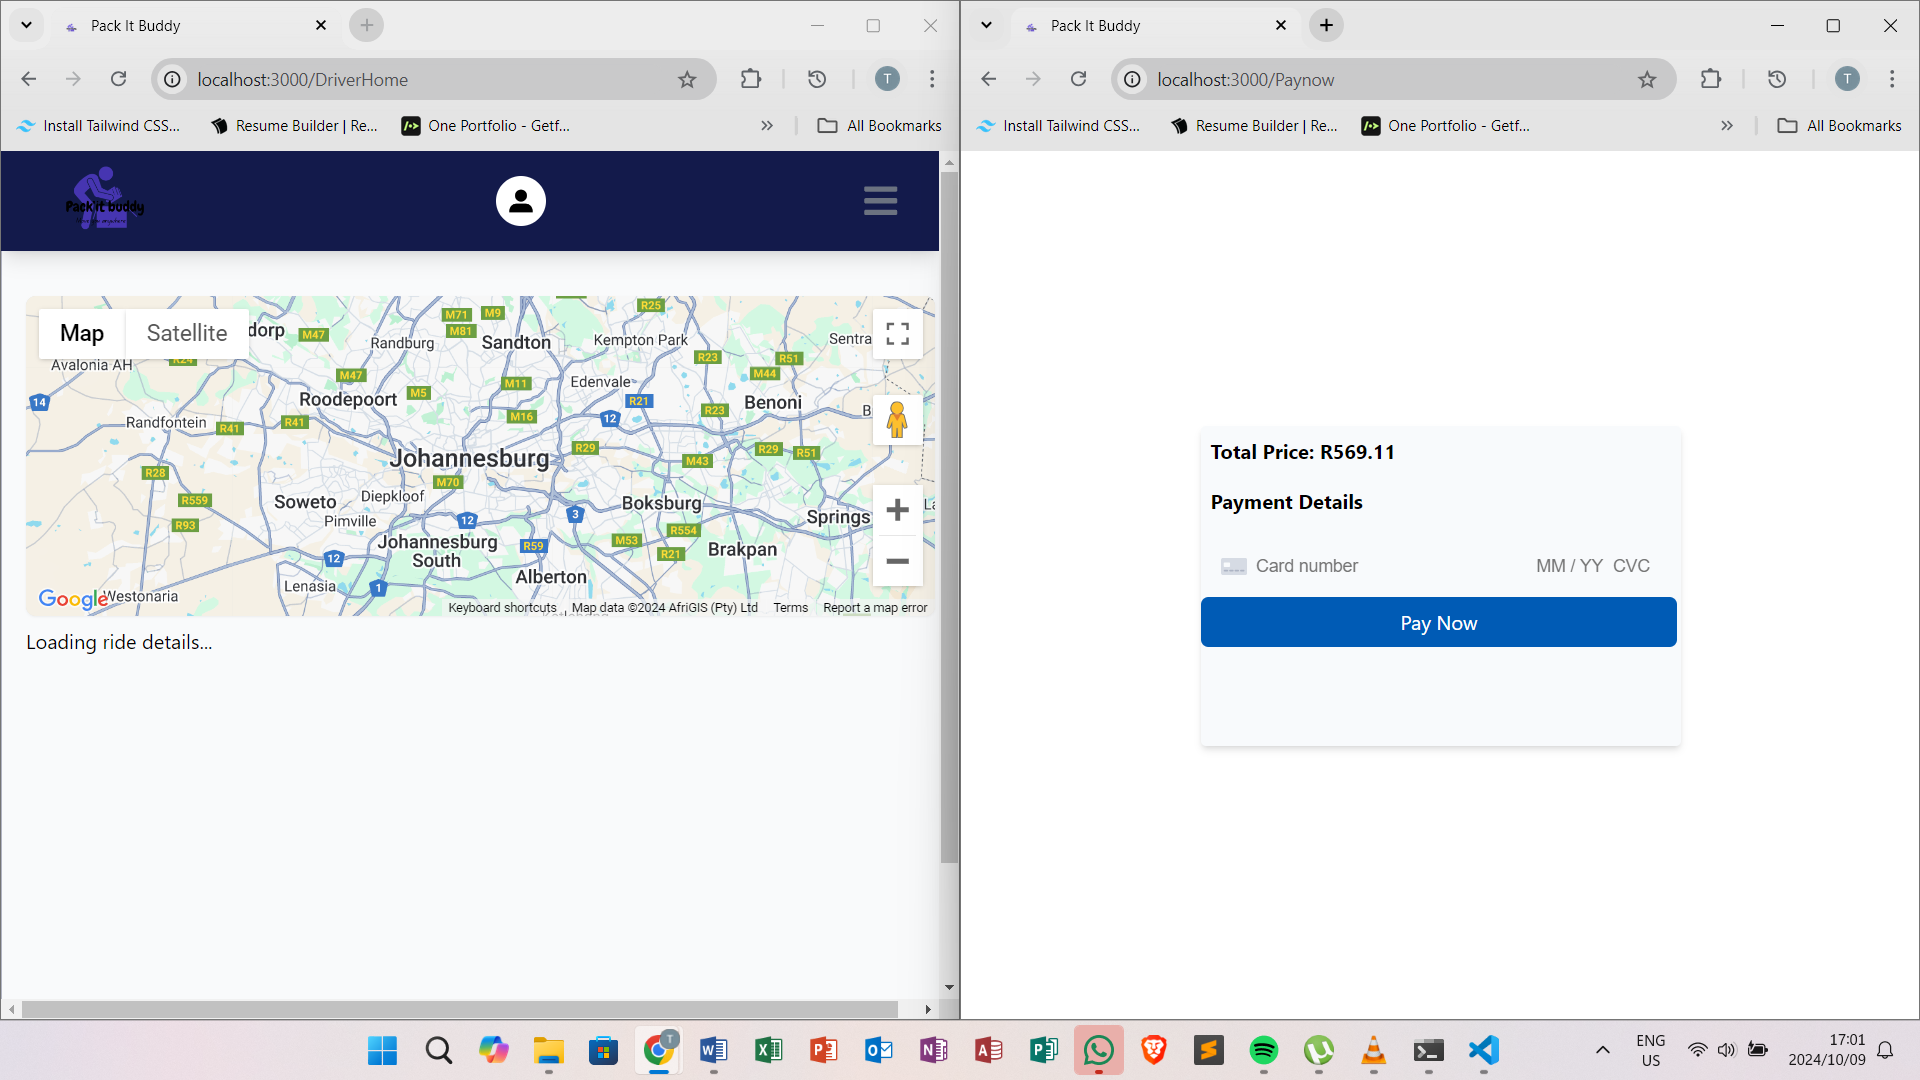 Pack It Buddy
localhost:3000/DriverHome
T
Install Tailwind CSS...
Resume Builder | Re...
One Portfolio - Getf...
All Bookmarks
Pack it buddy
Map
Satellite
dorp
M47
Randburg
M71
M9
M81
Sandton
R25
Kempton Park
Sentra
Avalonia AH
R24
M47
M5
M11
Edenvale
R23
R51
M44
14
Roodepoort
M16
R21
12
R23
Benoni
B
Randfontein
R41
R41
R29
Johannesburg
R28
M70
M43
R29
R51
R559
Soweto
Diepkloof
Boksburg
R93
Pimville
12
3
Springs
R554
Johannesburg
South
R59
M53
R21
Brakpan
12
Lenasia
1
Alberton
Google
Westonaria
Keyboard shortcuts
Map data ©2024 AfriGIS (Pty) Ltd
Terms
Report a map error
Loading ride details...
Pack It Buddy
localhost:3000/Paynow
T
Install Tailwind CSS...
Resume Builder | Re...
One Portfolio - Getf...
All Bookmarks
Total Price: R569.11
Payment Details
Card number
MM / YY CVC
Pay Now
T
ENG
US
17:01
2024/10/09